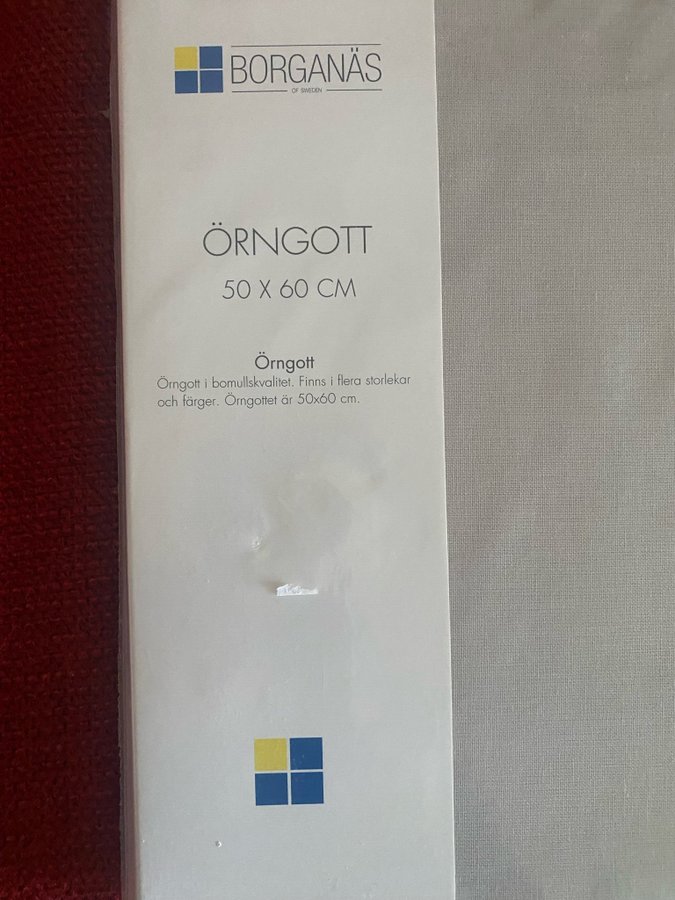 BORGANÄS
OF SWEDEN
ÖRNGOTT
50 X 60 CM
Örngott
Örngott i bomullskvalitet. Finns i flera storlekar
och färger. Örngottet är 50x60 cm.